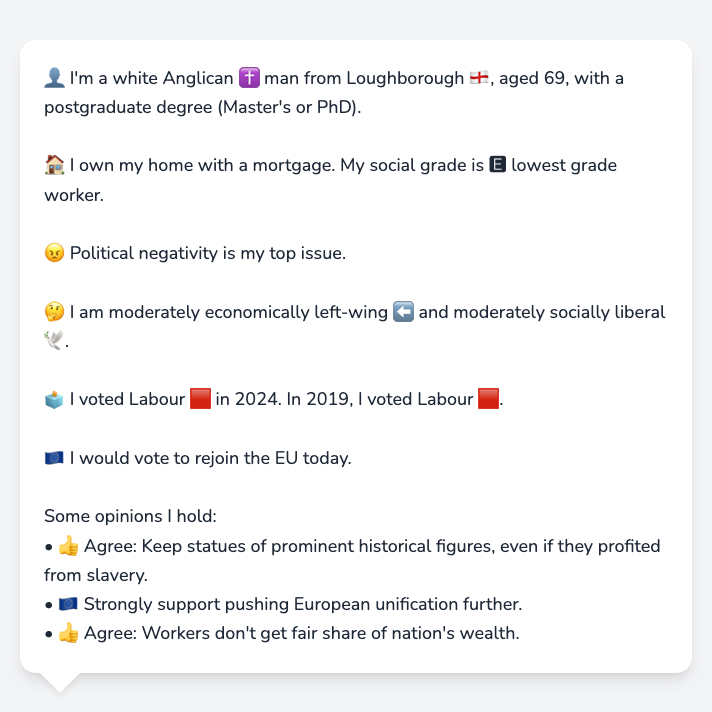 👤 I'm a white Anglican ✝️ man from Loughborough 🏴󠁧󠁢󠁥󠁮󠁧󠁿, aged 69, with a
postgraduate degree (Master's or PhD).
🏠 I own my home with a mortgage. My social grade is 🅴 lowest grade
worker.
😠 Political negativity is my top issue.
🤔 I am moderately economically left-wing ⬅️ and moderately socially liberal
🕊️.
🗳️ I voted Labour 🟥 in 2024. In 2019, I voted Labour 🟥.
🇪🇺 I would vote to rejoin the EU today.
Some opinions I hold:
• 👍 Agree: Keep statues of prominent historical figures, even if they profited
from slavery.
• 🇪🇺 Strongly support pushing European unification further.
• 👍 Agree: Workers don't get fair share of nation's wealth.